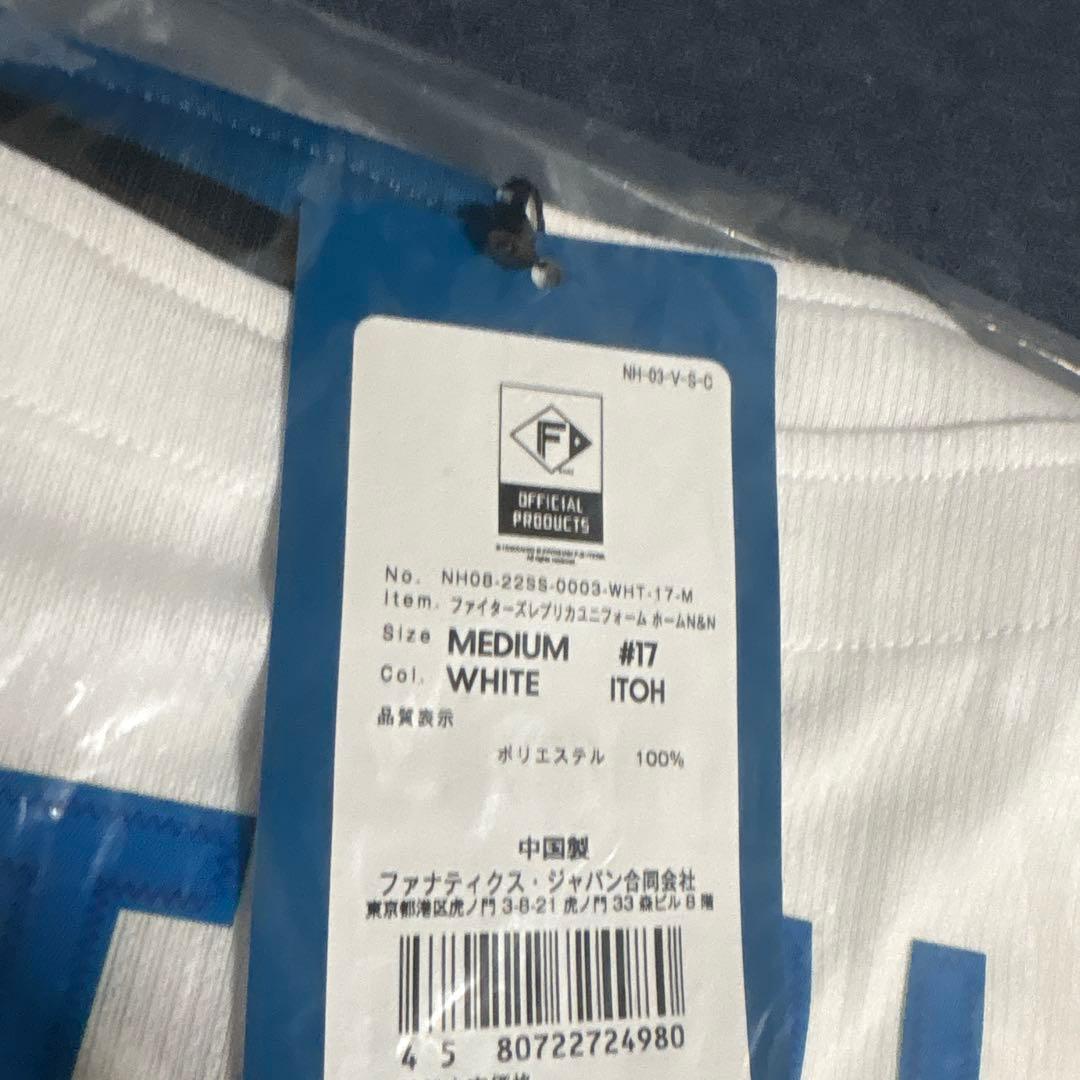 NH-03-V-S-C
F
OFFICIAL
PRODUCTS
All rights reserved.
No. NH08-22SS-0003-WHT-17-M
Item. ファイターズレプリカユニフォーム ホームN&N
Size MEDIUM #17
Col. WHITE ITOH
品質表示
ポリエステル 100%
中国製
ファナティクス・ジャパン合同会社
東京都港区虎ノ門 3-8-21 虎ノ門 33 森ビル 8 階
4 5 80722724980